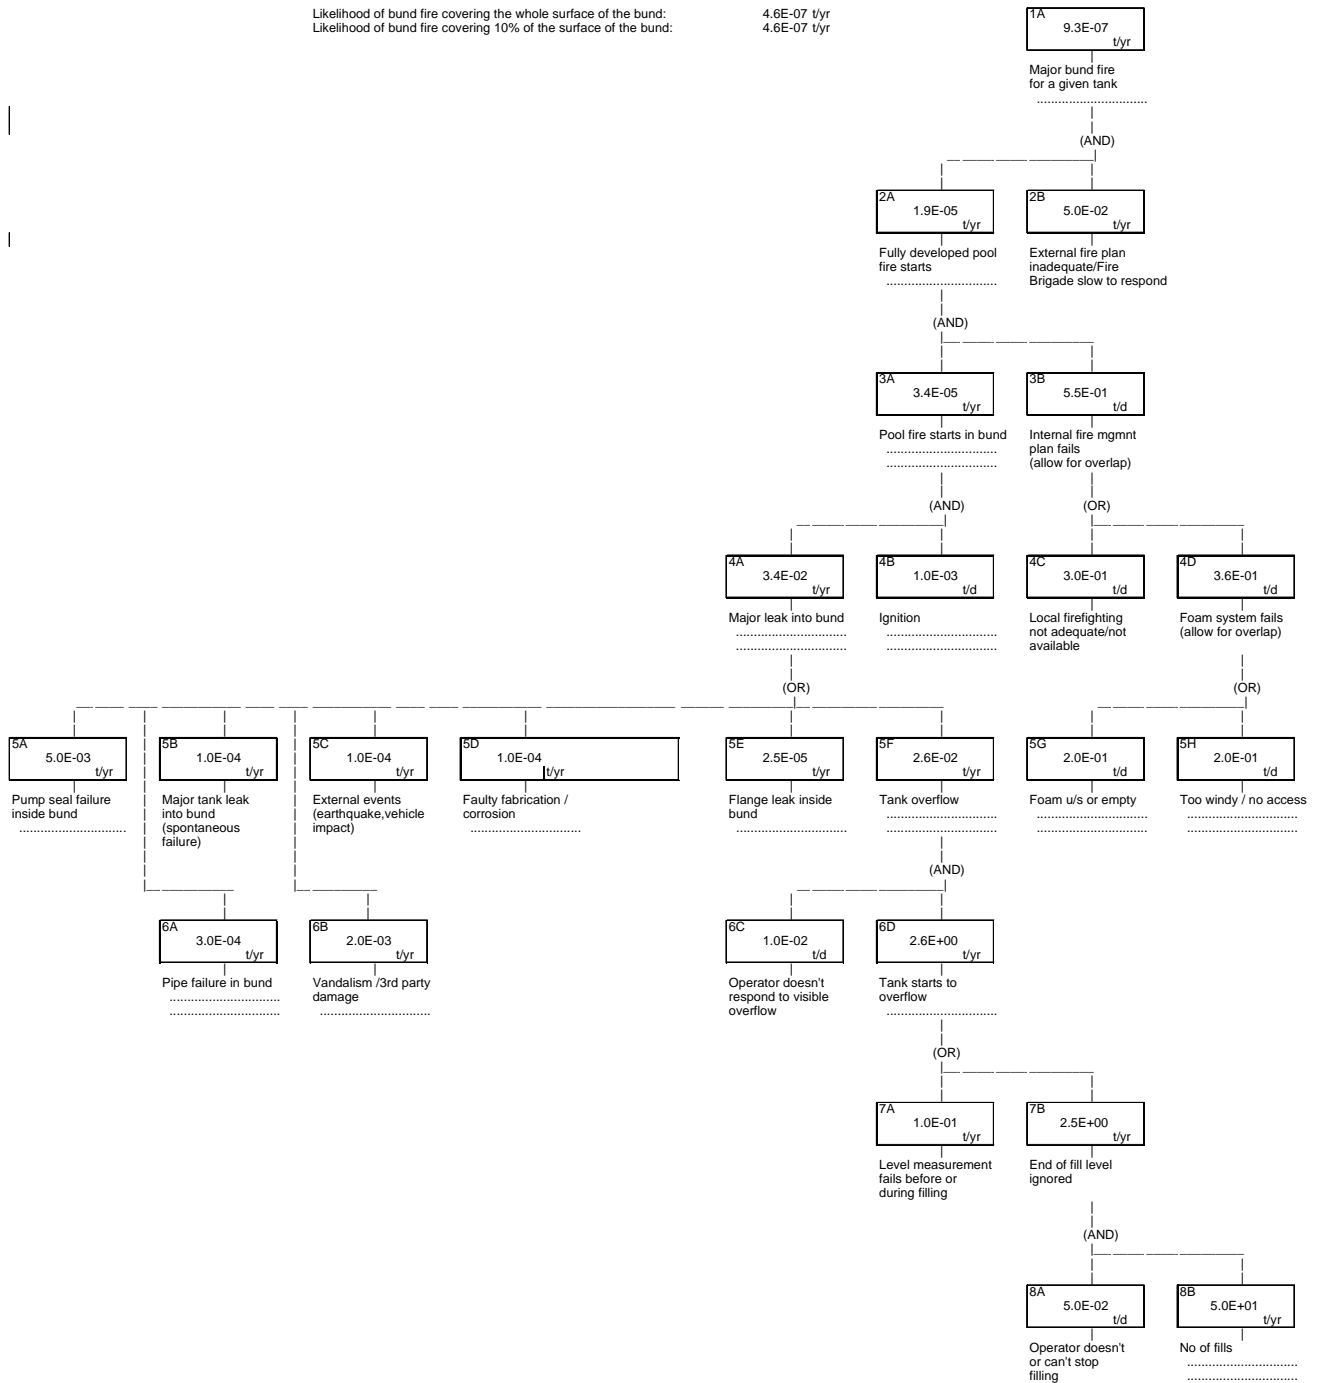 Likelihood of bund fire covering the whole surface of the bund: 4.6E-07 t/yr
Likelihood of bund fire covering 10% of the surface of the bund: 4.6E-07 t/yr
1A
9.3E-07
t/yr
Major bund fire
for a given tank
(AND)
2A
1.9E-05
t/yr
Fully developed pool
fire starts
2B
5.0E-02
t/yr
External fire plan
inadequate/Fire
Brigade slow to respond
(AND)
3A
3.4E-05
t/yr
Pool fire starts in bund
3B
5.5E-01
t/d
Internal fire mgmnt
plan fails
(allow for overlap)
(AND)
(OR)
4A
3.4E-02
t/yr
Major leak into bund
4B
1.0E-03
t/d
Ignition
4C
3.0E-01
t/d
Local firefighting
not adequate/not
available
4D
3.6E-01
t/d
Foam system fails
(allow for overlap)
(OR)
(OR)
5A
5.0E-03
t/yr
Pump seal failure
inside bund
5B
1.0E-04
t/yr
Major tank leak
into bund
(spontaneous
failure)
5C
1.0E-04
t/yr
External events
(earthquake,vehicle
impact)
5D
1.0E-04
t/yr
Faulty fabrication /
corrosion
5E
2.5E-05
t/yr
Flange leak inside
bund
5F
2.6E-02
t/yr
Tank overflow
5G
2.0E-01
t/d
Foam u/s or empty
5H
2.0E-01
t/d
Too windy / no access
(AND)
6A
3.0E-04
t/yr
Pipe failure in bund
6B
2.0E-03
t/yr
Vandalism /3rd party
damage
6C
1.0E-02
t/d
Operator doesn't
respond to visible
overflow
6D
2.6E+00
t/yr
Tank starts to
overflow
(OR)
7A
1.0E-01
t/yr
Level measurement
fails before or
during filling
7B
2.5E+00
t/yr
End of fill level
ignored
(AND)
8A
5.0E-02
t/d
Operator doesn't
or can't stop
filling
8B
5.0E+01
t/yr
No of fills